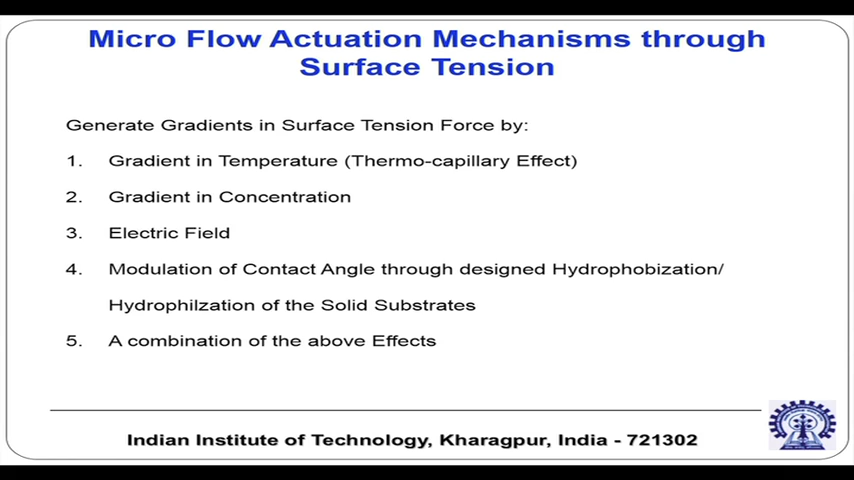 Micro Flow Actuation Mechanisms through
Surface Tension
Generate Gradients in Surface Tension Force by:
1. Gradient in Temperature (Thermo-capillary Effect)
2. Gradient in Concentration
3. Electric Field
4. Modulation of Contact Angle through designed Hydrophobization/
Hydrophilzation of the Solid Substrates
5. A combination of the above Effects
Indian Institute of Technology, Kharagpur, India - 721302